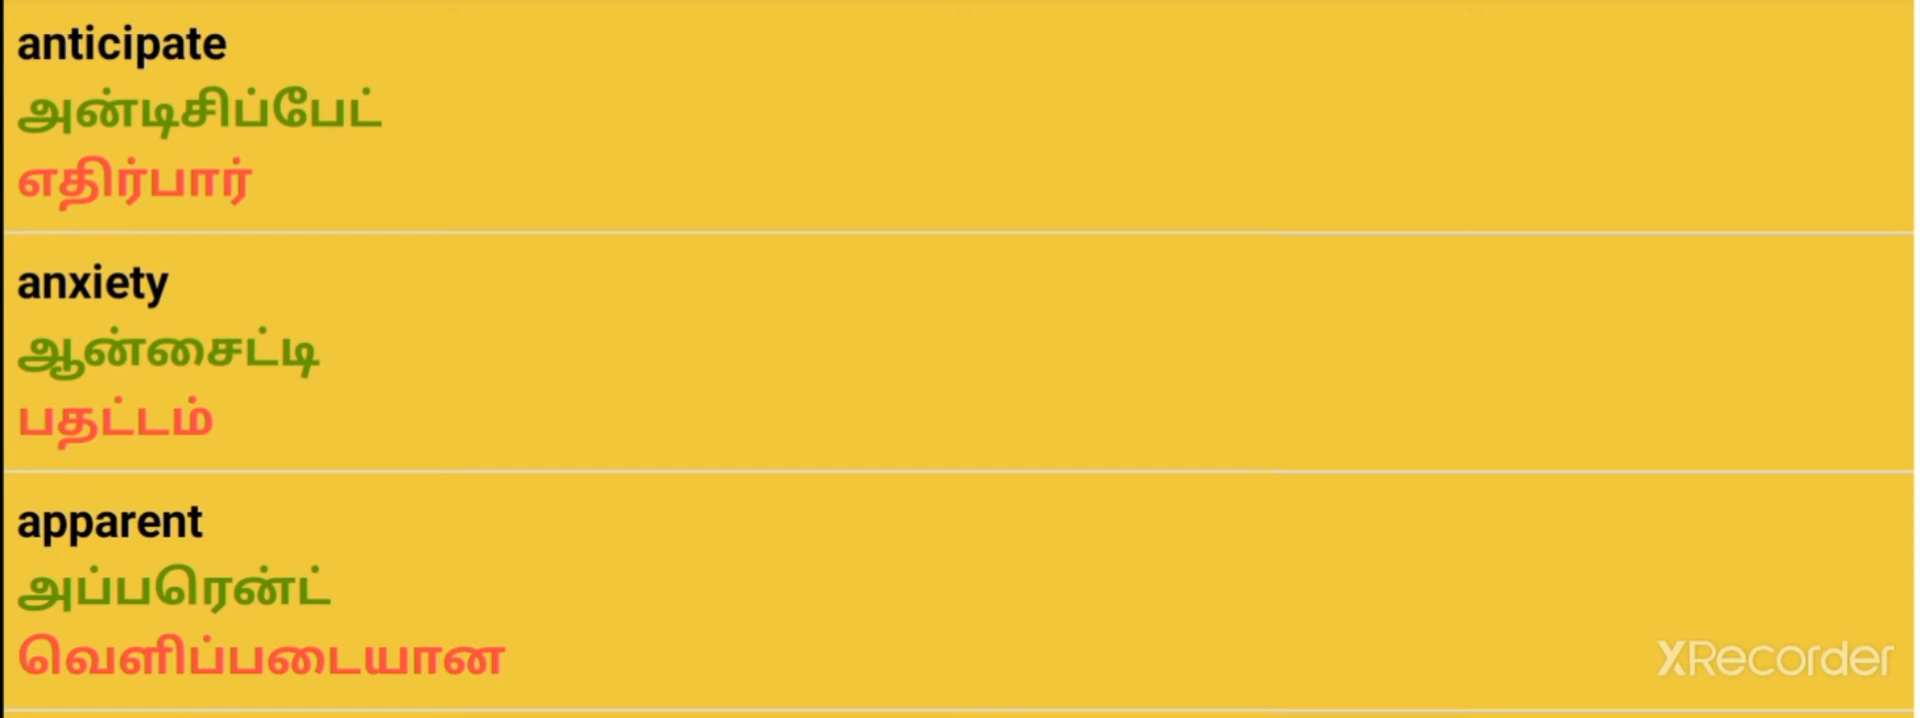 anticipate
அன்டிசிப்பேட்
எதிர்பார்
anxiety
ஆன்சைட்டி
பதட்டம்
apparent
அப்பரென்ட்
வெளிப்படையான
XRecorder